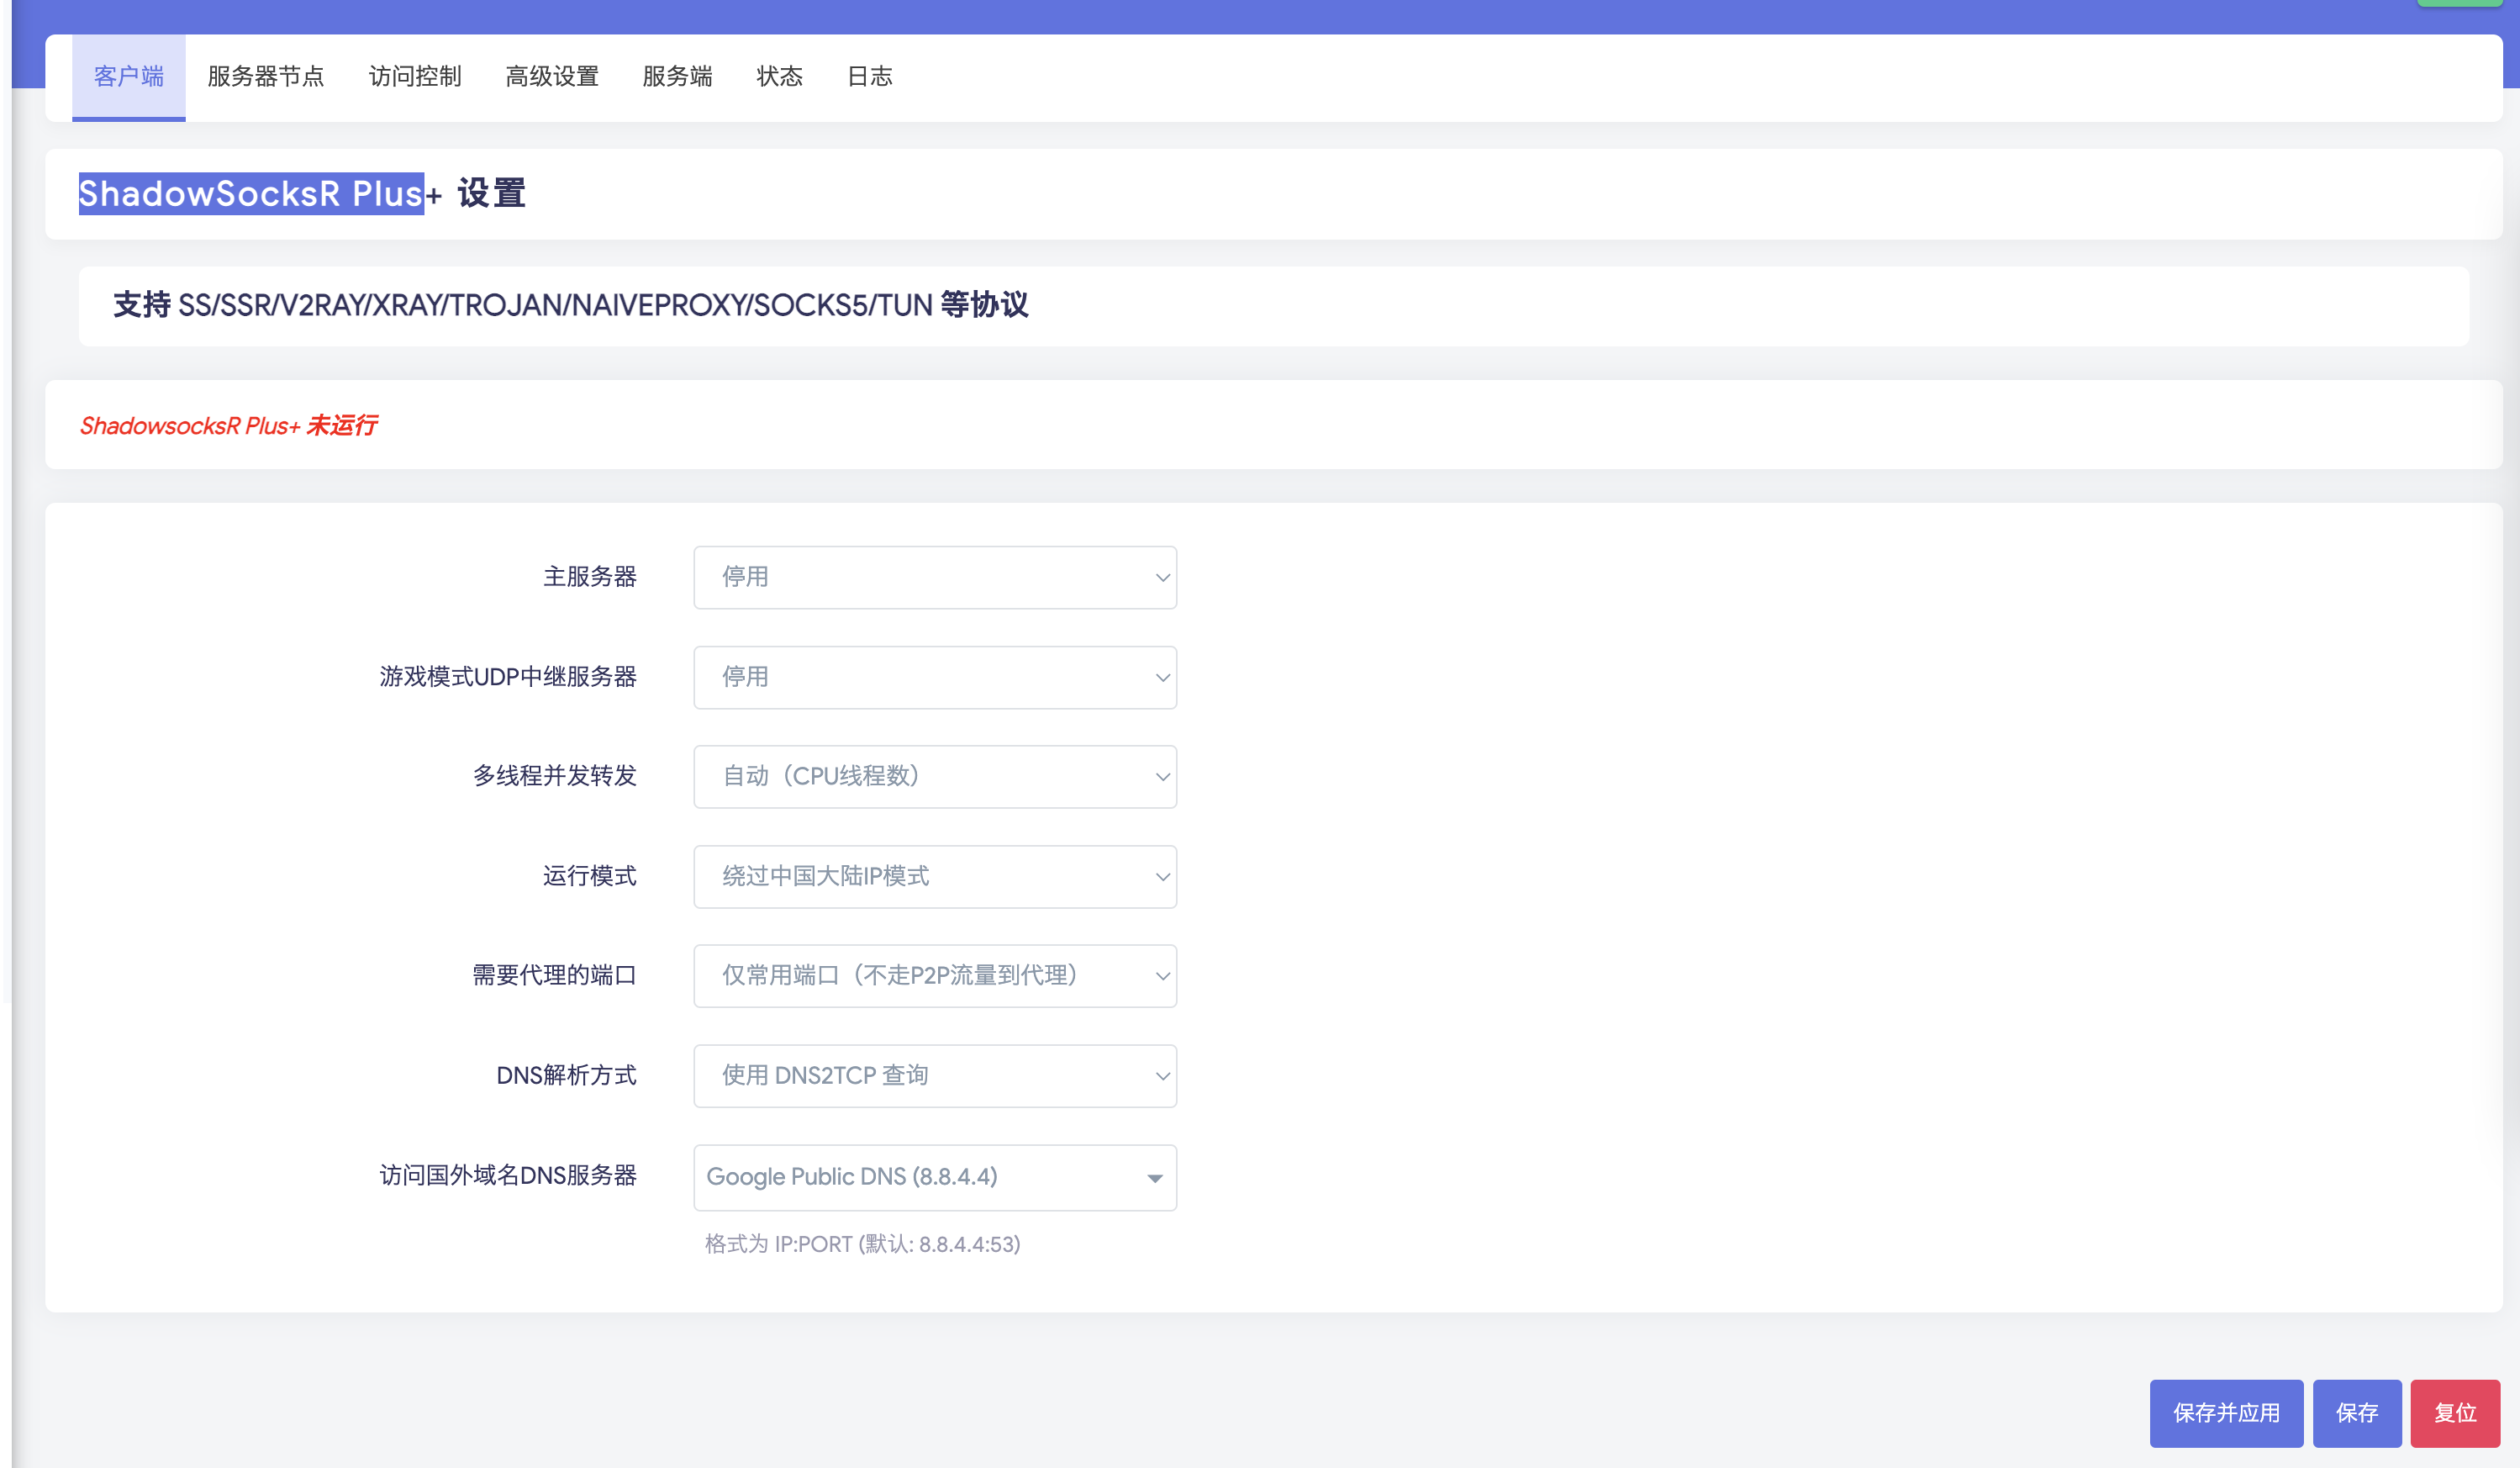 客户端 服务器节点 访问控制 高级设置 服务端 状态 日志
ShadowSocksR Plus+ 设置
支持 SS/SSR/V2RAY/XRAY/TROJAN/NAIVEPROXY/SOCKS5/TUN 等协议
ShadowsocksR Plus+ 未运行
主服务器 停用
游戏模式UDP中继服务器 停用
多线程并发转发 自动（CPU线程数）
运行模式 绕过中国大陆IP模式
需要代理的端口 仅常用端口（不走P2P流量到代理）
DNS解析方式 使用 DNS2TCP 查询
访问国外域名DNS服务器 Google Public DNS (8.8.4.4)
格式为 IP:PORT (默认: 8.8.4.4:53)
保存并应用 保存 复位